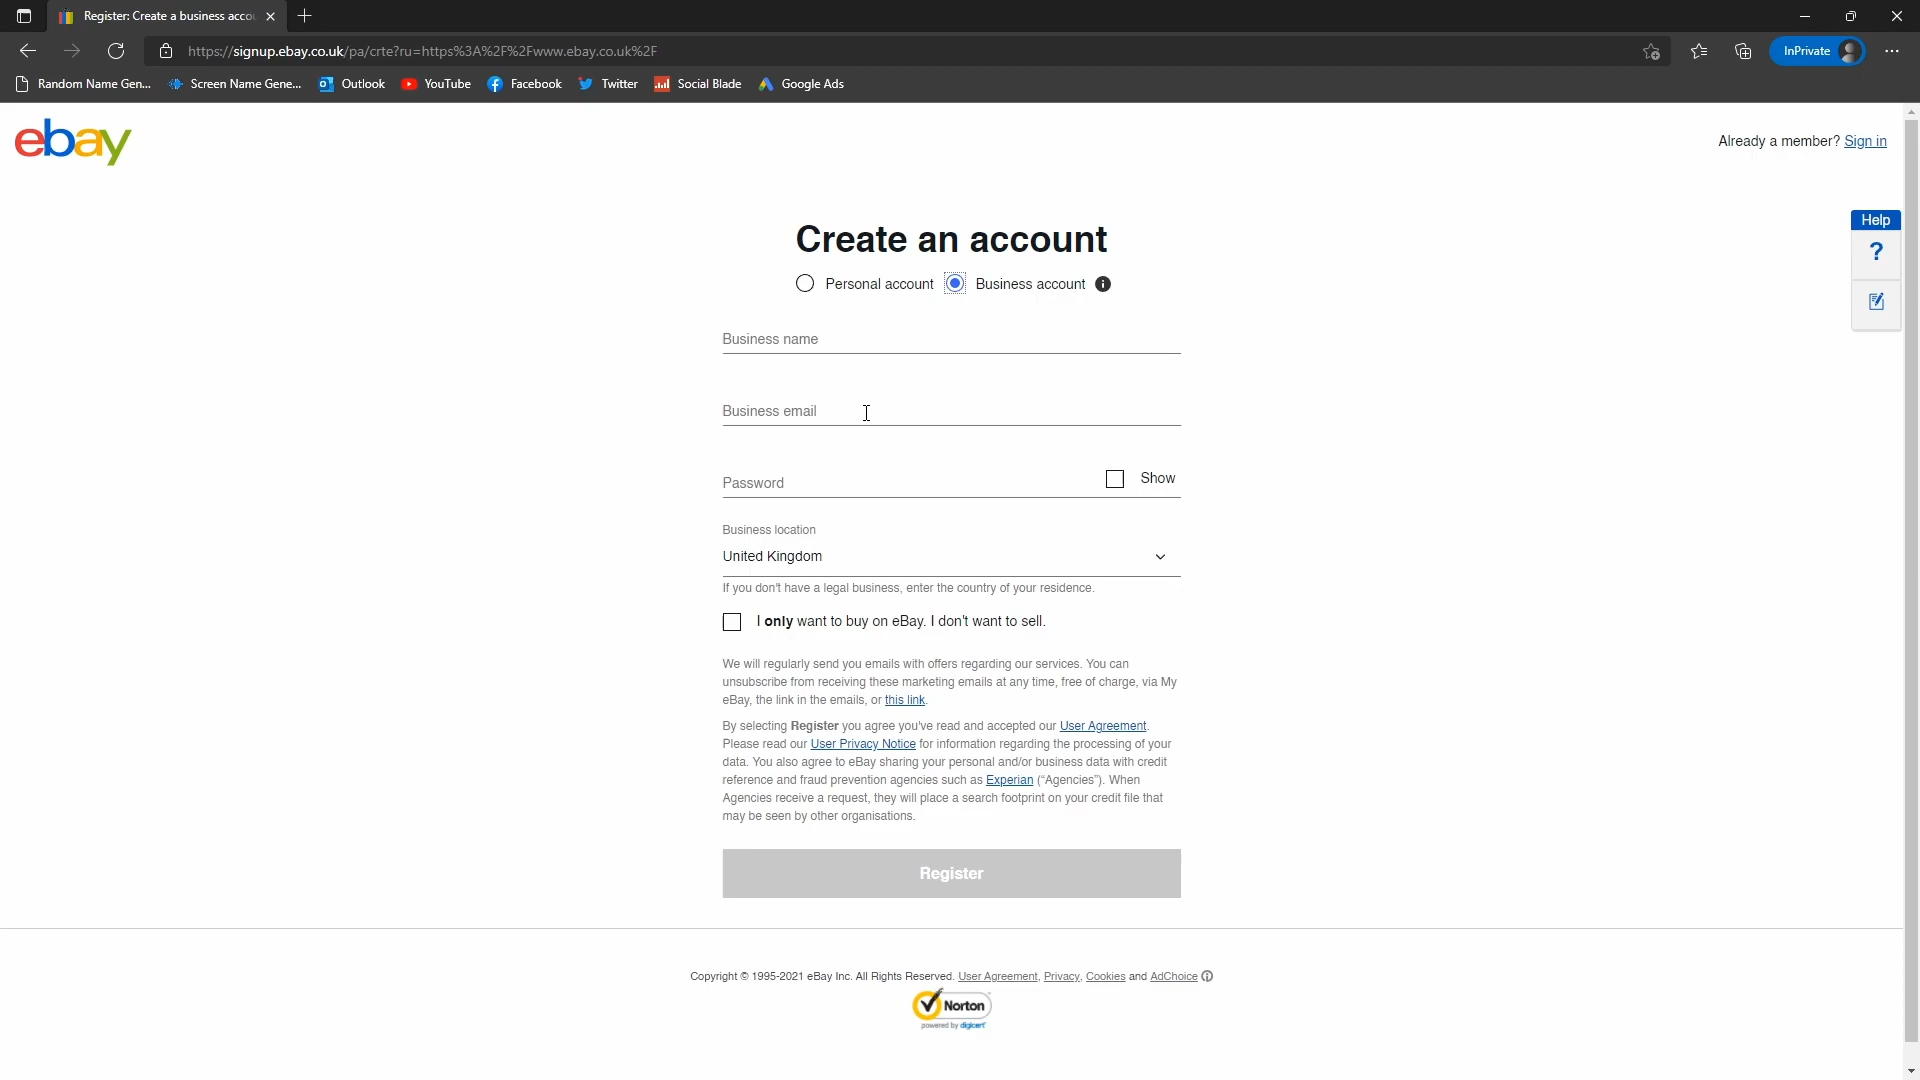 Register: Create a business accou
https://signup.ebay.co.uk/pa/crte?ru=https%3A%2F%2Fwww.ebay.co.uk%2F
InPrivate
Random Name Gen... Screen Name Gene... Outlook YouTube Facebook Twitter Social Blade Google Ads
ebay
Already a member? Sign in
Help
?
Create an account
Personal account Business account
Business name
Business email
Password Show
Business location
United Kingdom
If you don't have a legal business, enter the country of your residence.
I only want to buy on eBay. I don't want to sell.
We will regularly send you emails with offers regarding our services. You can
unsubscribe from receiving these marketing emails at any time, free of charge, via My
eBay, the link in the emails, or this link.
By selecting Register you agree you've read and accepted our User Agreement.
Please read our User Privacy Notice for information regarding the processing of your
data. You also agree to eBay sharing your personal and/or business data with credit
reference and fraud prevention agencies such as Experian (“Agencies”). When
Agencies receive a request, they will place a search footprint on your credit file that
may be seen by other organisations.
Register
Copyright © 1995-2021 eBay Inc. All Rights Reserved. User Agreement, Privacy, Cookies and AdChoice
Norton
powered by digicert